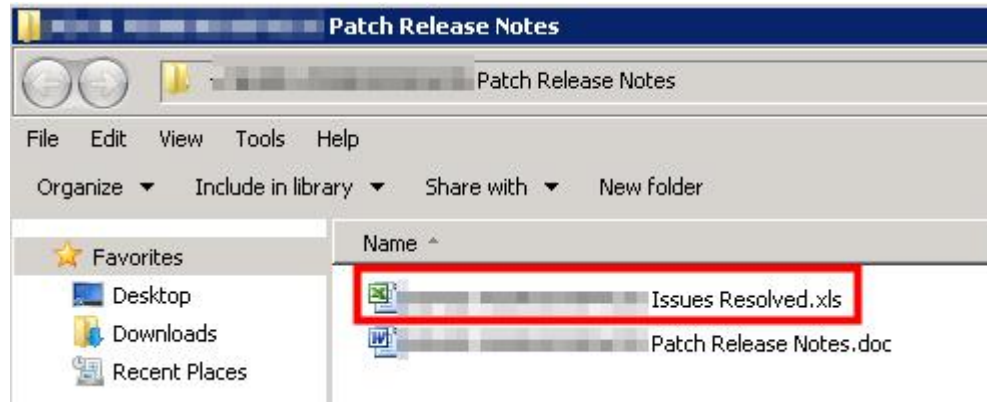 Patch Release Notes
Patch Release Notes
File Edit View Tools Help
Organize Include in library Share with New folder
Favorites
Desktop
Downloads
Recent Places
Name
Issues Resolved.xls
Patch Release Notes.doc